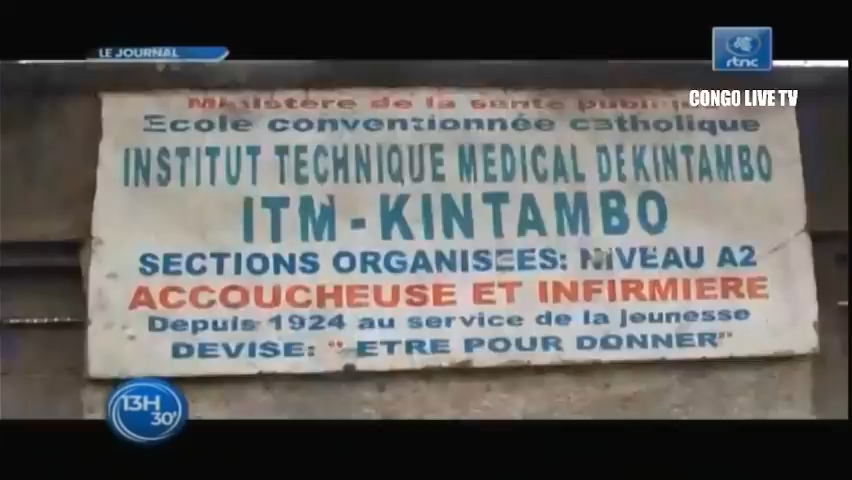 LE JOURNAL
rtnc
CONGO LIVE TV
Ministère de la santé publique
Ecole conventionnée catholique
INSTITUT TECHNIQUE MEDICAL DE KINTAMBO
ITM - KINTAMBO
SECTIONS ORGANISEES: NIVEAU A2
ACCOUCHEUSE ET INFIRMIERE
Depuis 1924 au service de la jeunesse
DEVISE: " ETRE POUR DONNER"
13H
30'